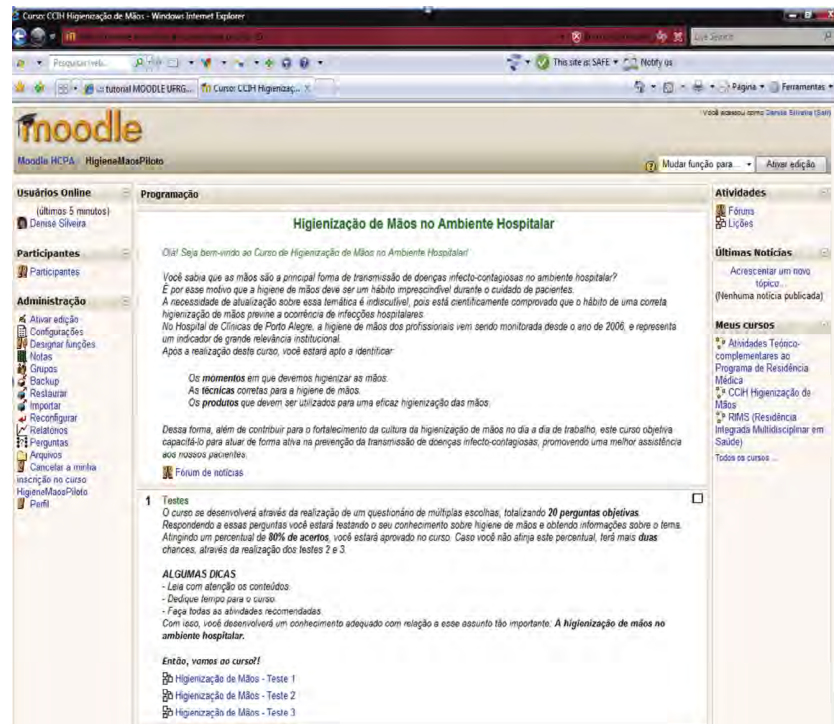 Curso: CCIH Higienização de Mãos - Windows Internet Explorer
Live Search
Pesquisar web...
This site is SAFE
Notify us
tutorial MOODLE UFRG...
Curso: CCIH Higienizaç...
Página
Ferramentas
moodle
Você acessou como Denise Silveira (Sair)
Moodle HCPA
HigieneMaosPiloto
Mudar função para...
Ativar edição
Usuários Online
(últimos 5 minutos)
Denise Silveira
Participantes
Participantes
Administração
Ativar edição
Configurações
Designar funções
Notas
Grupos
Backup
Restaurar
Importar
Reconfigurar
Relatórios
Perguntas
Arquivos
Cancelar a minha
inscrição no curso
HigieneMaosPiloto
Perfil
Programação
Higienização de Mãos no Ambiente Hospitalar
Olá! Seja bem-vindo ao Curso de Higienização de Mãos no Ambiente Hospitalar!
Você sabia que as mãos são a principal forma de transmissão de doenças infecto-contagiosas no ambiente hospitalar?
É por esse motivo que a higiene de mãos deve ser um hábito imprescindível durante o cuidado de pacientes.
A necessidade de atualização sobre essa temática é indiscutível, pois está cientificamente comprovado que o hábito de uma correta
higienização de mãos previne a ocorrência de infecções hospitalares.
No Hospital de Clínicas de Porto Alegre, a higiene de mãos dos profissionais vem sendo monitorada desde o ano de 2006, e representa
um indicador de grande relevância institucional.
Após a realização deste curso, você estará apto a identificar:
Os momentos em que devemos higienizar as mãos.
As técnicas corretas para a higiene de mãos.
Os produtos que devem ser utilizados para uma eficaz higienização das mãos.
Dessa forma, além de contribuir para o fortalecimento da cultura da higienização de mãos no dia a dia de trabalho, este curso objetiva
capacitá-lo para atuar de forma ativa na prevenção da transmissão de doenças infecto-contagiosas, promovendo uma melhor assistência
aos nossos pacientes.
Fórum de notícias
1 Testes
O curso se desenvolverá através da realização de um questionário de múltiplas escolhas, totalizando 20 perguntas objetivas.
Respondendo a essas perguntas você estará testando o seu conhecimento sobre higiene de mãos e obtendo informações sobre o tema.
Atingindo um percentual de 80% de acertos, você estará aprovado no curso. Caso você não atinja este percentual, terá mais duas
chances, através da realização dos testes 2 e 3.
ALGUMAS DICAS
- Leia com atenção os conteúdos.
- Dedique tempo para o curso.
- Faça todas as atividades recomendadas.
Com isso, você desenvolverá um conhecimento adequado com relação a esse assunto tão importante: A higienização de mãos no
ambiente hospitalar.
Então, vamos ao curso?!
Higienização de Mãos - Teste 1
Higienização de Mãos - Teste 2
Higienização de Mãos - Teste 3
Atividades
Fóruns
Lições
Últimas Notícias
Acrescentar um novo
tópico...
(Nenhuma notícia publicada)
Meus cursos
Atividades Teórico-
complementares ao
Programa de Residência
Médica
CCIH Higienização de
Mãos
RIMS (Residência
Integrada Multidisciplinar em
Saúde)
Todos os cursos ...